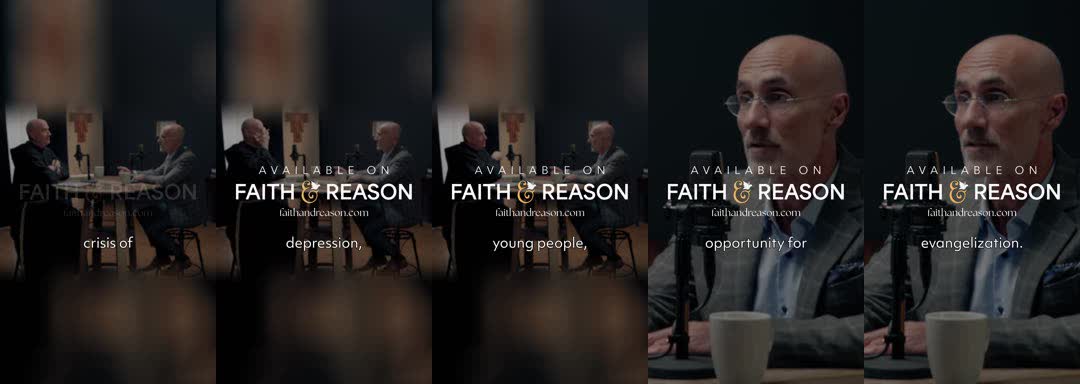 FAITH & REASON
faithandreason.com
crisis of
AVAILABLE ON
FAITH & REASON
faithandreason.com
depression,
AVAILABLE ON
FAITH & REASON
faithandreason.com
young people,
AVAILABLE ON
FAITH & REASON
faithandreason.com
opportunity for
AVAILABLE ON
FAITH & REASON
faithandreason.com
evangelization.